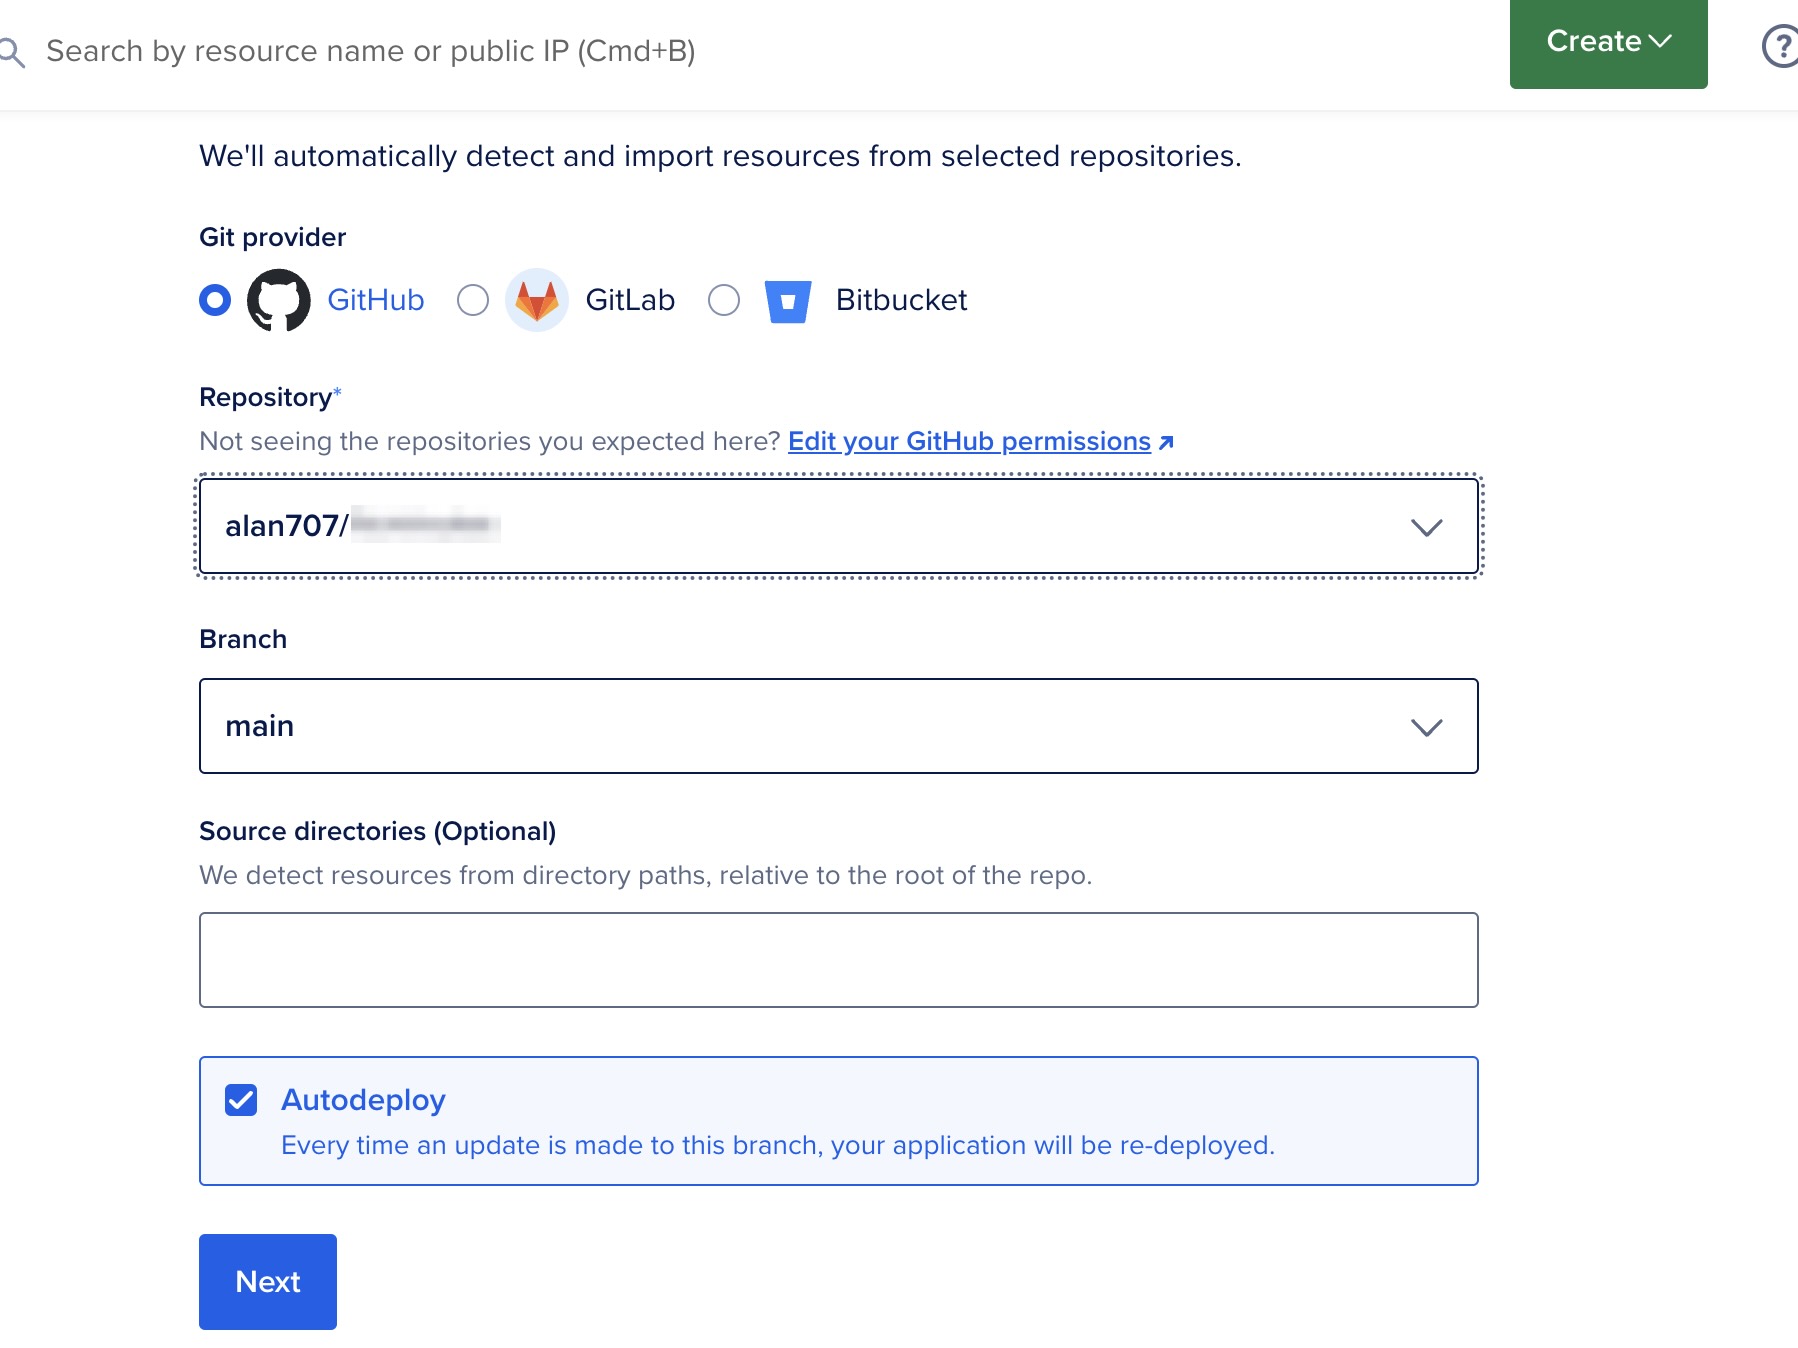 Search by resource name or public IP (Cmd+B)
Create
?
We'll automatically detect and import resources from selected repositories.
Git provider
GitHub
GitLab
Bitbucket
Repository*
Not seeing the repositories you expected here? Edit your GitHub permissions
alan707/
Branch
main
Source directories (Optional)
We detect resources from directory paths, relative to the root of the repo.
Autodeploy
Every time an update is made to this branch, your application will be re-deployed.
Next